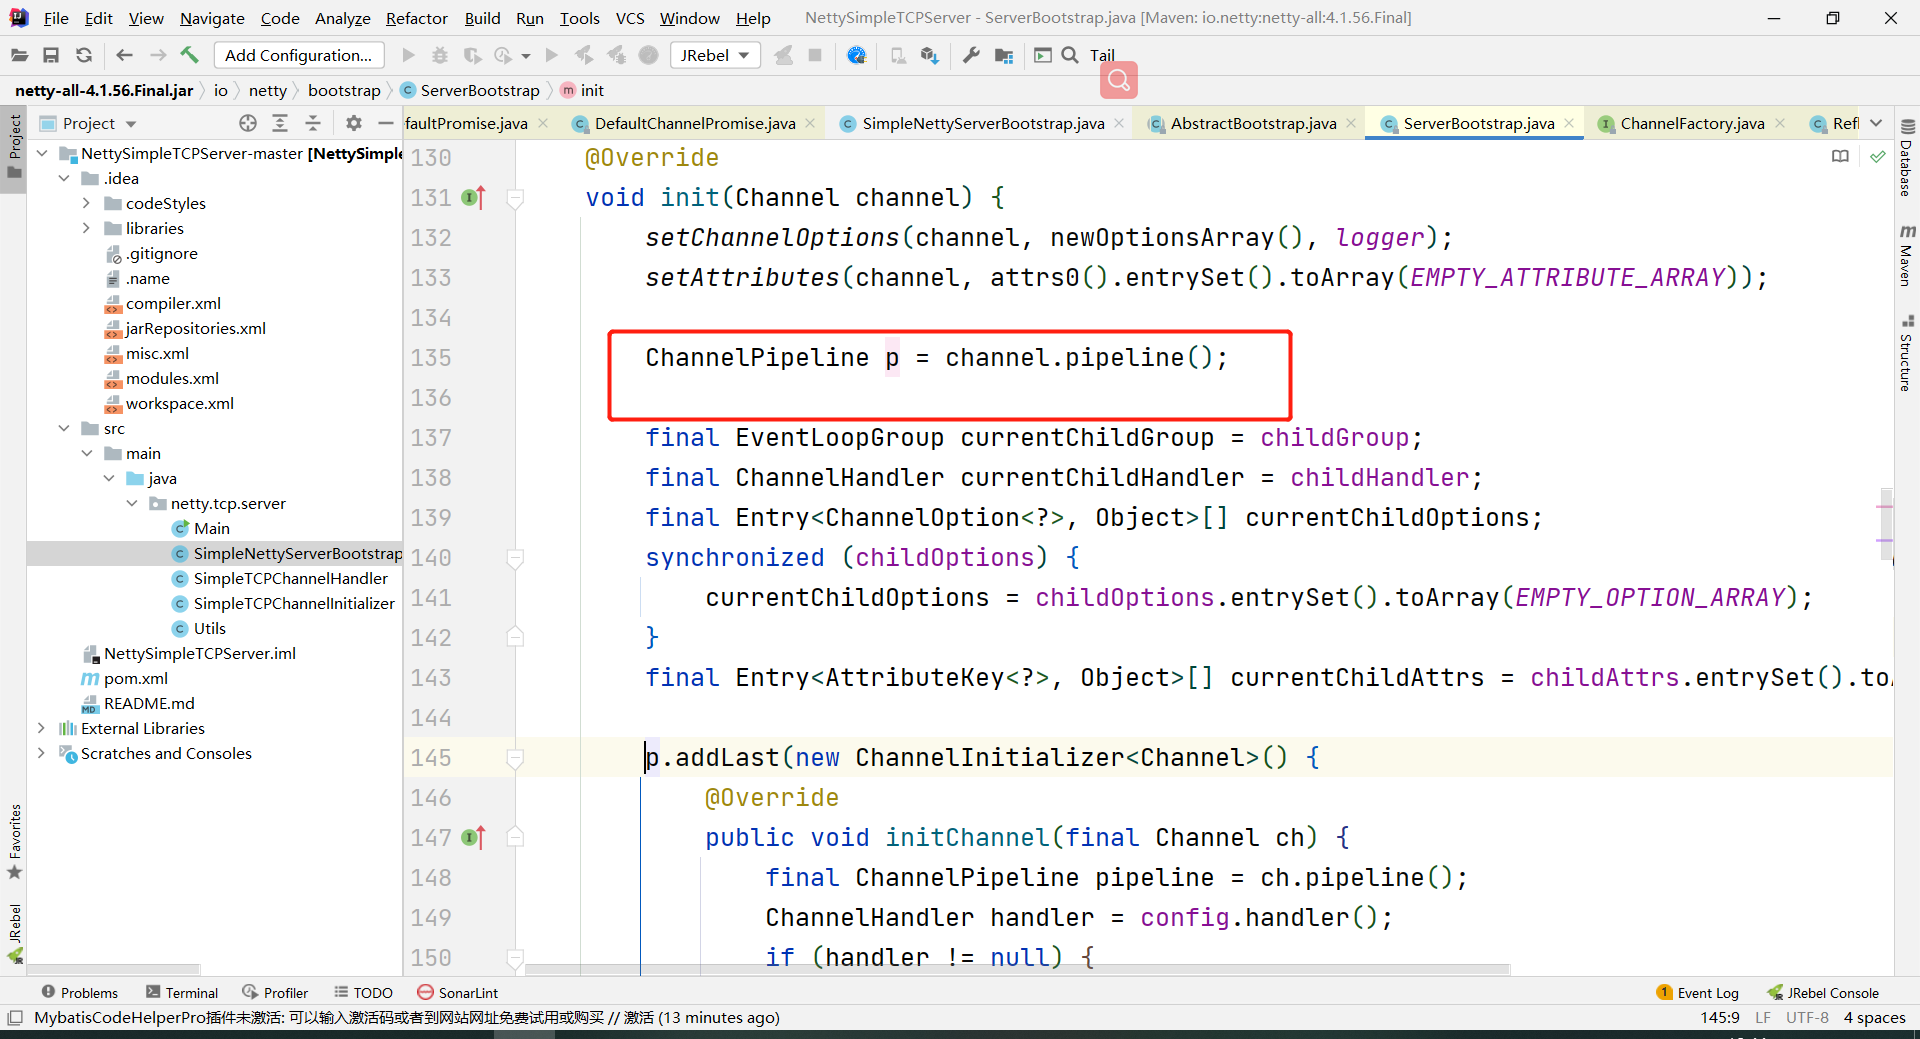 File Edit View Navigate Code Analyze Refactor Build Run Tools VCS Window Help NettySimpleTCPServer - ServerBootstrap.java [Maven: io.netty:netty-all:4.1.56.Final]
Add Configuration... JRebel Tail
netty-all-4.1.56.Final.jar io netty bootstrap ServerBootstrap init
Project
faultPromise.java DefaultChannelPromise.java SimpleNettyServerBootstrap.java AbstractBootstrap.java ServerBootstrap.java ChannelFactory.java Refl
Project
NettySimpleTCPServer-master [NettySimple
.idea
codeStyles
libraries
.gitignore
.name
compiler.xml
jarRepositories.xml
misc.xml
modules.xml
workspace.xml
src
main
java
netty.tcp.server
Main
SimpleNettyServerBootstrap
SimpleTCPChannelHandler
SimpleTCPChannelInitializer
Utils
NettySimpleTCPServer.iml
pom.xml
README.md
External Libraries
Scratches and Consoles
Favorites
JRebel
130 @Override
131 void init(Channel channel) {
132 setChannelOptions(channel, newOptionsArray(), logger);
133 setAttributes(channel, attrs0().entrySet().toArray(EMPTY_ATTRIBUTE_ARRAY));
134
135 ChannelPipeline p = channel.pipeline();
136
137 final EventLoopGroup currentChildGroup = childGroup;
138 final ChannelHandler currentChildHandler = childHandler;
139 final Entry<ChannelOption<?>, Object>[] currentChildOptions;
140 synchronized (childOptions) {
141 currentChildOptions = childOptions.entrySet().toArray(EMPTY_OPTION_ARRAY);
142 }
143 final Entry<AttributeKey<?>, Object>[] currentChildAttrs = childAttrs.entrySet().toA
144
145 p.addLast(new ChannelInitializer<Channel>() {
146 @Override
147 public void initChannel(final Channel ch) {
148 final ChannelPipeline pipeline = ch.pipeline();
149 ChannelHandler handler = config.handler();
150 if (handler != null) {
Database
Maven
Structure
Problems Terminal Profiler TODO SonarLint 1 Event Log JRebel Console
MybatisCodeHelperPro插件未激活: 可以输入激活码或者到网站网址免费试用或购买 // 激活 (13 minutes ago) 145:9 LF UTF-8 4 spaces